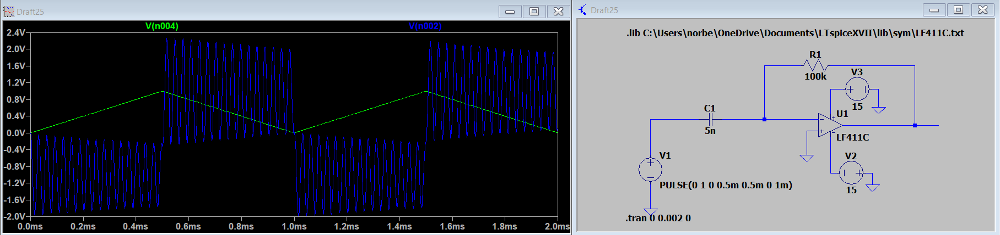 Draft25
V(n004) V(n002)
2.4V
2.0V
1.6V
1.2V
0.8V
0.4V
0.0V
-0.4V
-0.8V
-1.2V
-1.6V
-2.0V
0.0ms 0.2ms 0.4ms 0.6ms 0.8ms 1.0ms 1.2ms 1.4ms 1.6ms 1.8ms 2.0ms
Draft25
.lib C:\Users\norbe\OneDrive\Documents\LTspiceXVII\lib\sym\LF411C.txt
R1
100k
V3
15
C1
5n
U1
LF411C
V1
V2
15
PULSE(0 1 0 0.5m 0.5m 0 1m)
.tran 0 0.002 0